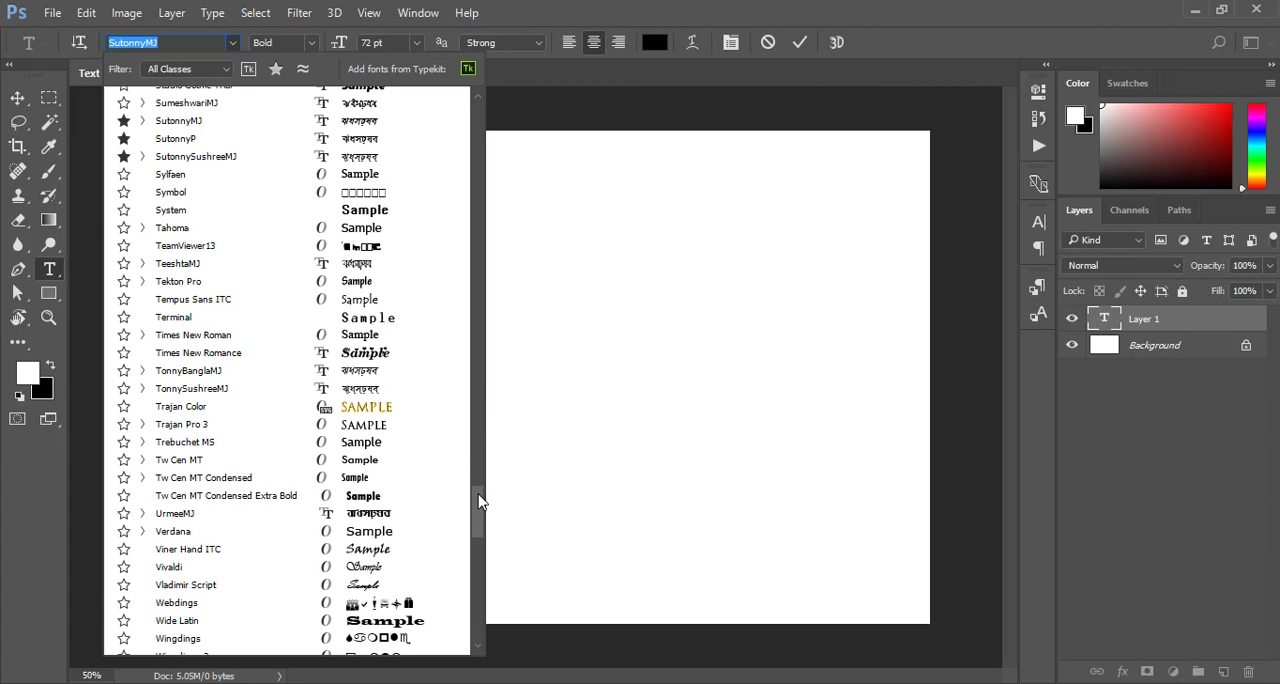 Ps File Edit Image Layer Type Select Filter 3D View Window Help
SutonnyMJ Bold 72 pt Strong 3D
Filter: All Classes Tk Add fonts from Typekit: Tk
Text
SumeshwariMJ
SutonnyMJ
SutonnyP
SutonnySushreeMJ
Sylfaen Sample
Symbol
System Sample
Tahoma Sample
TeamViewer13
TeeshtaMJ
Tekton Pro Sample
Tempus Sans ITC Sample
Terminal Sample
Times New Roman Sample
Times New Romance Sample
TonnyBanglaMJ
TonnySushreeMJ
Trajan Color SAMPLE
Trajan Pro 3 SAMPLE
Trebuchet MS Sample
Tw Cen MT Sample
Tw Cen MT Condensed Sample
Tw Cen MT Condensed Extra Bold Sample
UrmeeMJ
Verdana Sample
Viner Hand ITC Sample
Vivaldi Sample
Vladimir Script Sample
Webdings
Wide Latin Sample
Wingdings
50% Doc: 5.05M/0 bytes
Color Swatches
Layers Channels Paths
Kind
Normal Opacity: 100%
Lock: Fill: 100%
Layer 1
Background